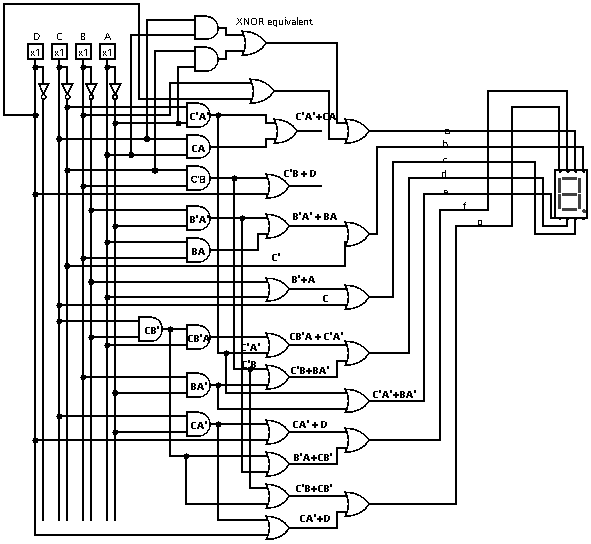 XNOR equivalent
D C B A
x1 x1 x1 x1
C'A'
C'A'+CA
CA
C'B
C'B + D
B'A'
B'A' + BA
BA
C'
B'+A
C
CB'
CB'A
C'A'
CB'A + C'A'
C'B
C'B+BA'
BA'
C'A'+BA'
CA'
CA' + D
B'A+CB'
C'B+CB'
CA'+D
a
b
c
d
e
f
g